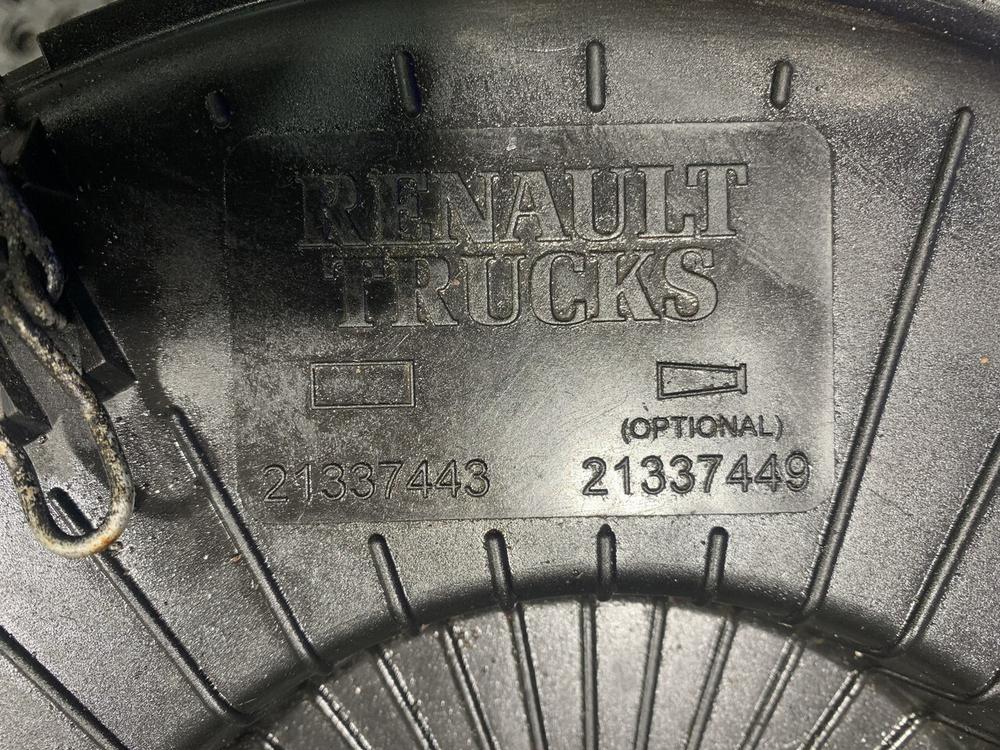 RENAULT
TRUCKS
(OPTIONAL)
21337443 21337449